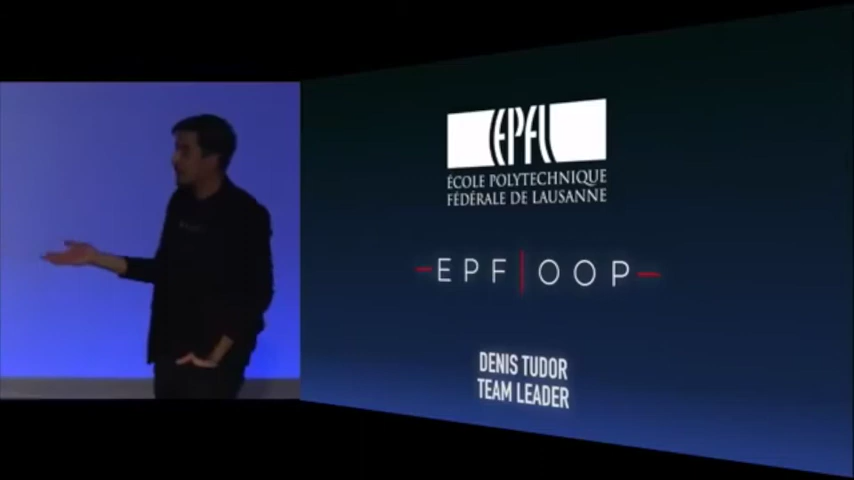 EPFL
ÉCOLE POLYTECHNIQUE
FÉDÉRALE DE LAUSANNE
EPF|OOP
DENIS TUDOR
TEAM LEADER